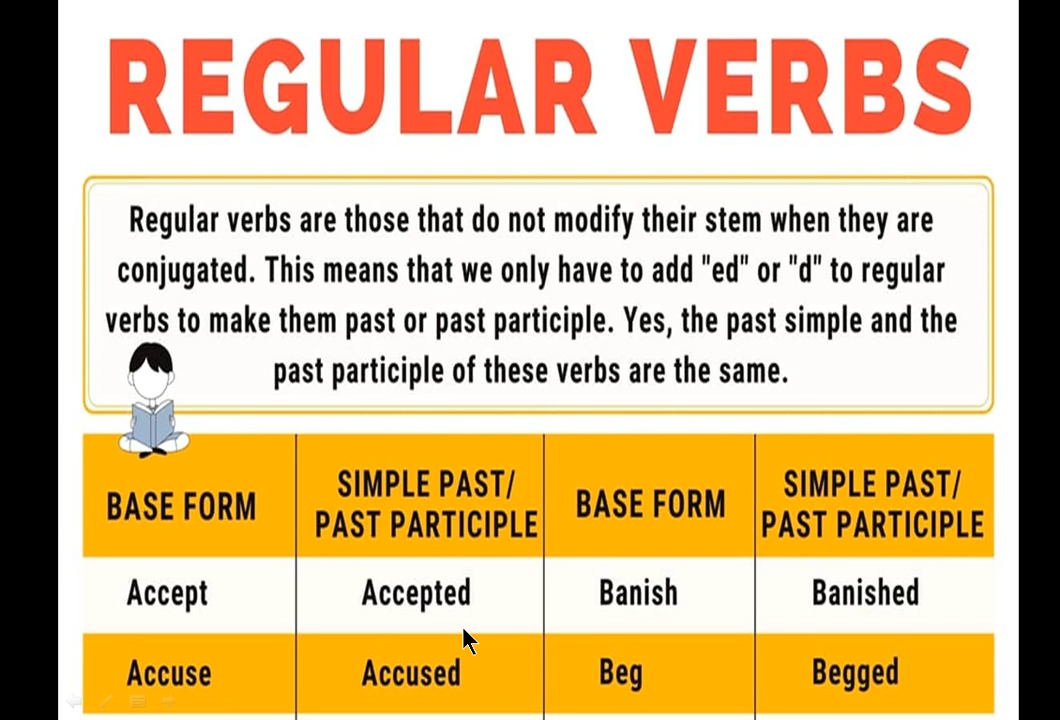 REGULAR VERBS
Regular verbs are those that do not modify their stem when they are
conjugated. This means that we only have to add "ed" or "d" to regular
verbs to make them past or past participle. Yes, the past simple and the
past participle of these verbs are the same.
BASE FORM
SIMPLE PAST/
PAST PARTICIPLE
BASE FORM
SIMPLE PAST/
PAST PARTICIPLE
Accept Accepted Banish Banished
Accuse Accused Beg Begged